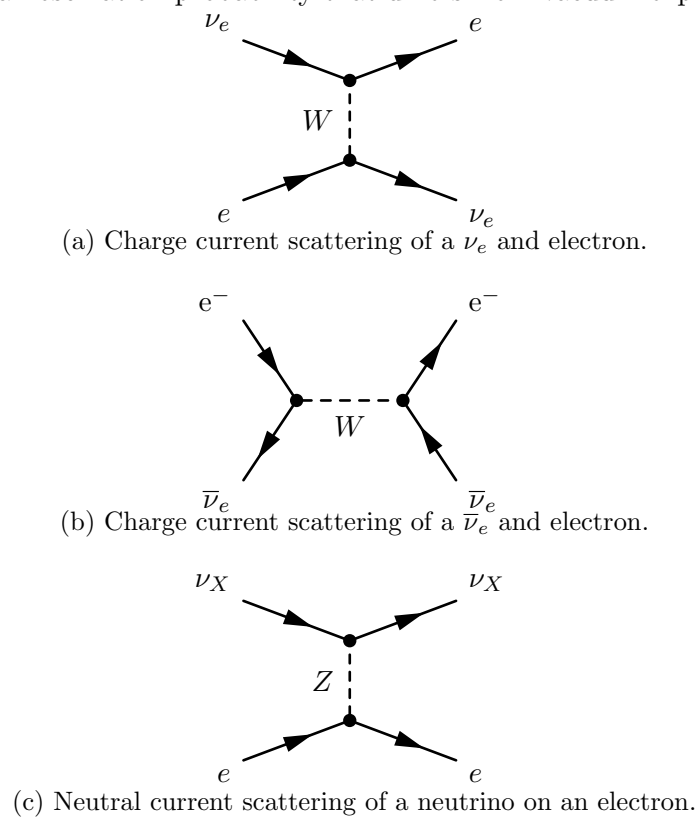 ν_e e
W
e ν_e
(a) Charge current scattering of a ν_e and electron.
e⁻ e⁻
W
ν̅_e ν̅_e
(b) Charge current scattering of a ν̅_e and electron.
ν_X ν_X
Z
e e
(c) Neutral current scattering of a neutrino on an electron.